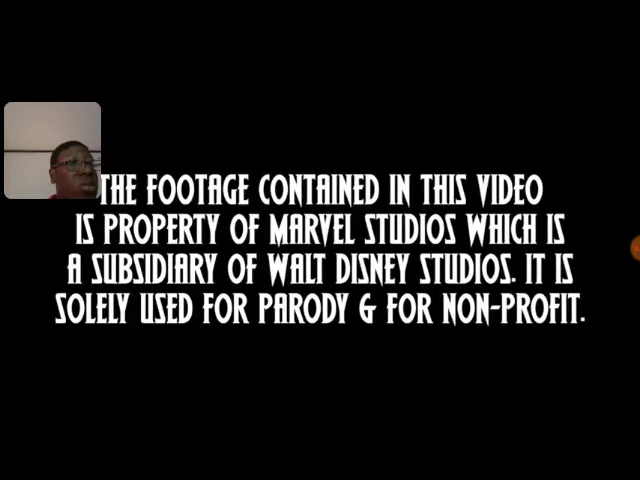 THE FOOTAGE CONTAINED IN THIS VIDEO
IS PROPERTY OF MARVEL STUDIOS WHICH IS
A SUBSIDIARY OF WALT DISNEY STUDIOS. IT IS
SOLELY USED FOR PARODY & FOR NON-PROFIT.